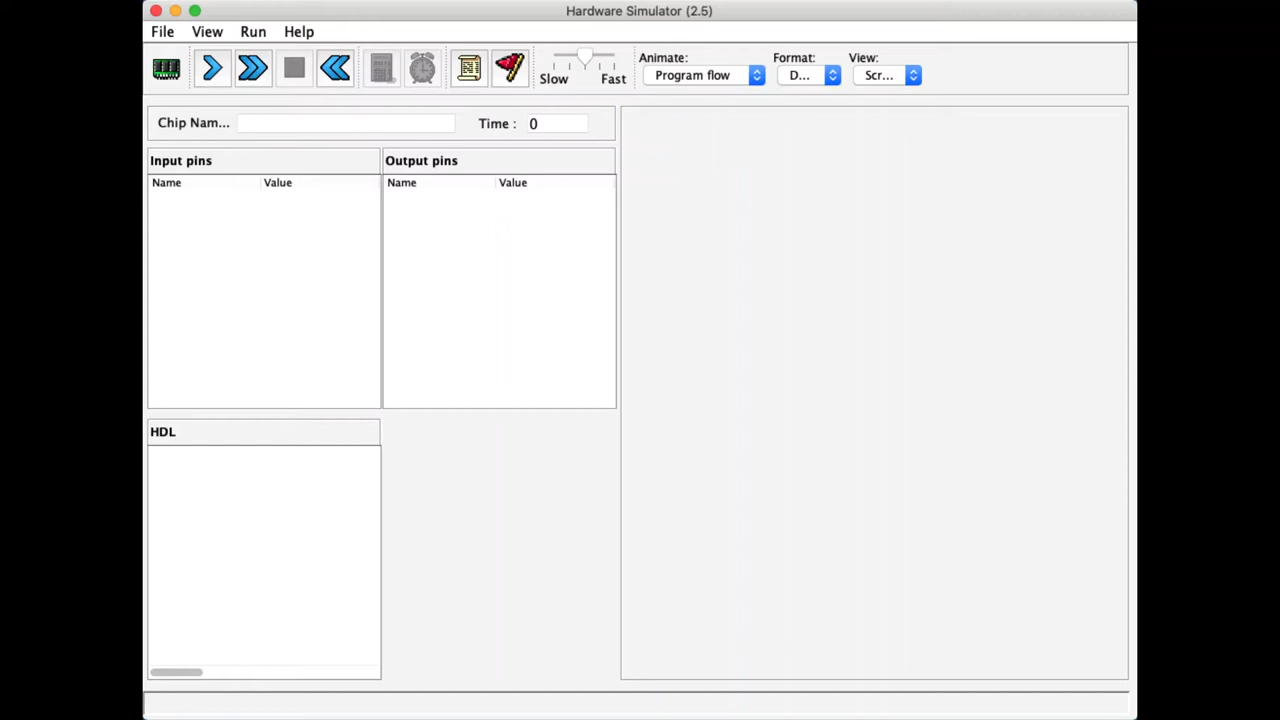 Hardware Simulator (2.5)
File View Run Help
Animate: Format: View:
Slow Fast Program flow D... Scr...
Chip Nam... Time : 0
Input pins Output pins
Name Value Name Value
HDL